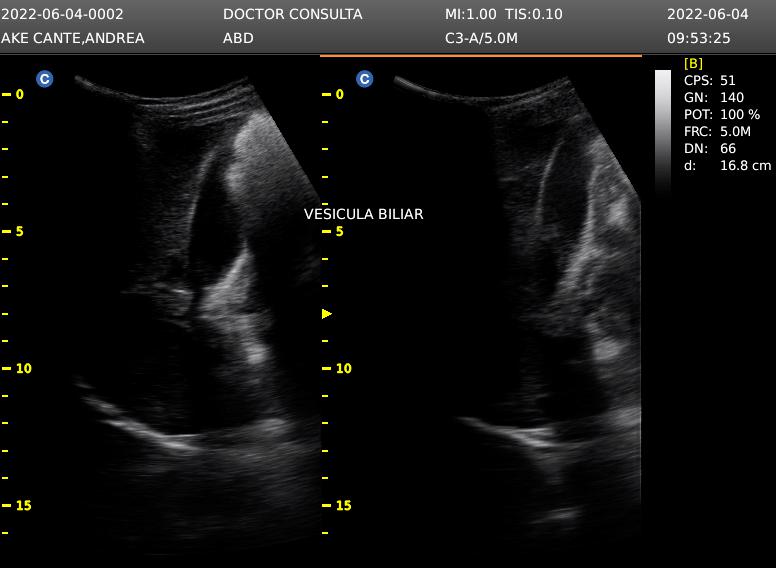 2022-06-04-0002 DOCTOR CONSULTA MI:1.00 TIS:0.10 2022-06-04
AKE CANTE,ANDREA ABD C3-A/5.0M 09:53:25
C C [B]
0 0 CPS: 51
GN: 140
POT: 100 %
FRC: 5.0M
DN: 66
d: 16.8 cm
VESICULA BILIAR
5 5
10 10
15 15